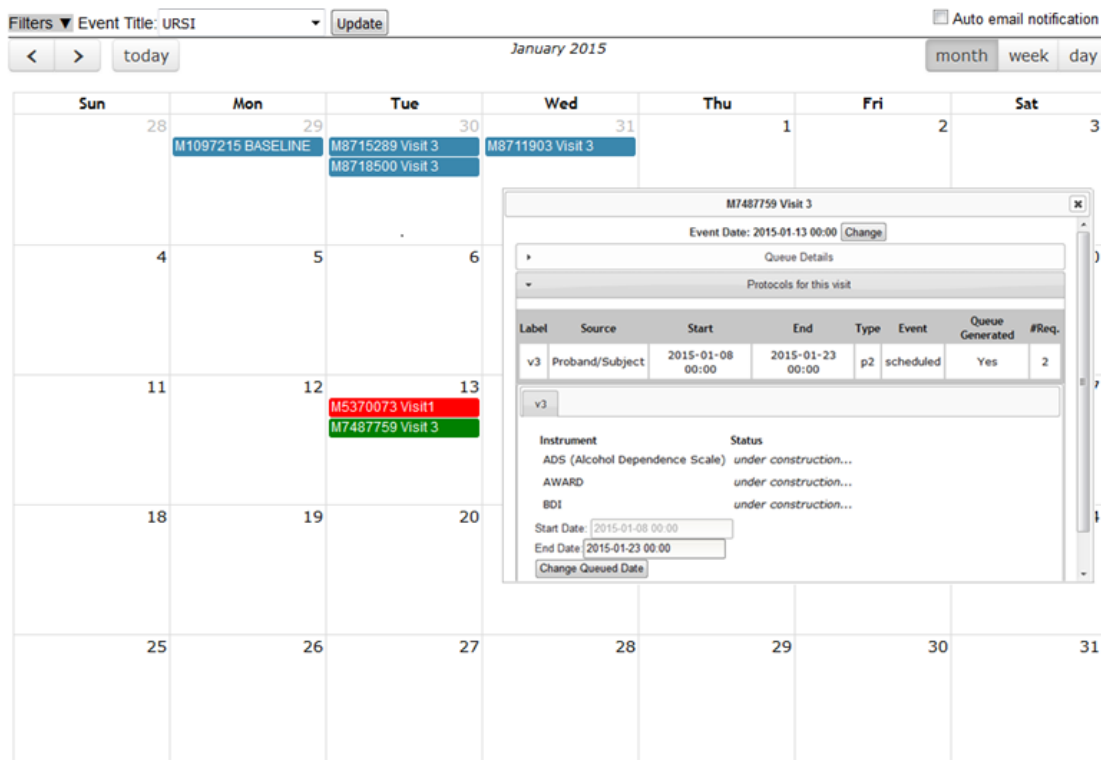 Filters ▼ Event Title: URSI Update Auto email notification
< > today January 2015 month week day
Sun Mon Tue Wed Thu Fri Sat
28 29 30 31 1 2 3
M1097215 BASELINE M8715289 Visit 3 M8711903 Visit 3
M8718500 Visit 3
M7487759 Visit 3
Event Date: 2015-01-13 00:00 Change
4 5 6
Queue Details
Protocols for this visit
Label Source Start End Type Event Queue Generated #Req.
v3 Proband/Subject 2015-01-08 00:00 2015-01-23 00:00 p2 scheduled Yes 2
11 12 13
M5370073 Visit1
M7487759 Visit 3
v3
Instrument Status
ADS (Alcohol Dependence Scale) under construction...
AWARD under construction...
BDI under construction...
18 19 20
Start Date: 2015-01-08 00:00
End Date: 2015-01-23 00:00
Change Queued Date
25 26 27 28 29 30 31